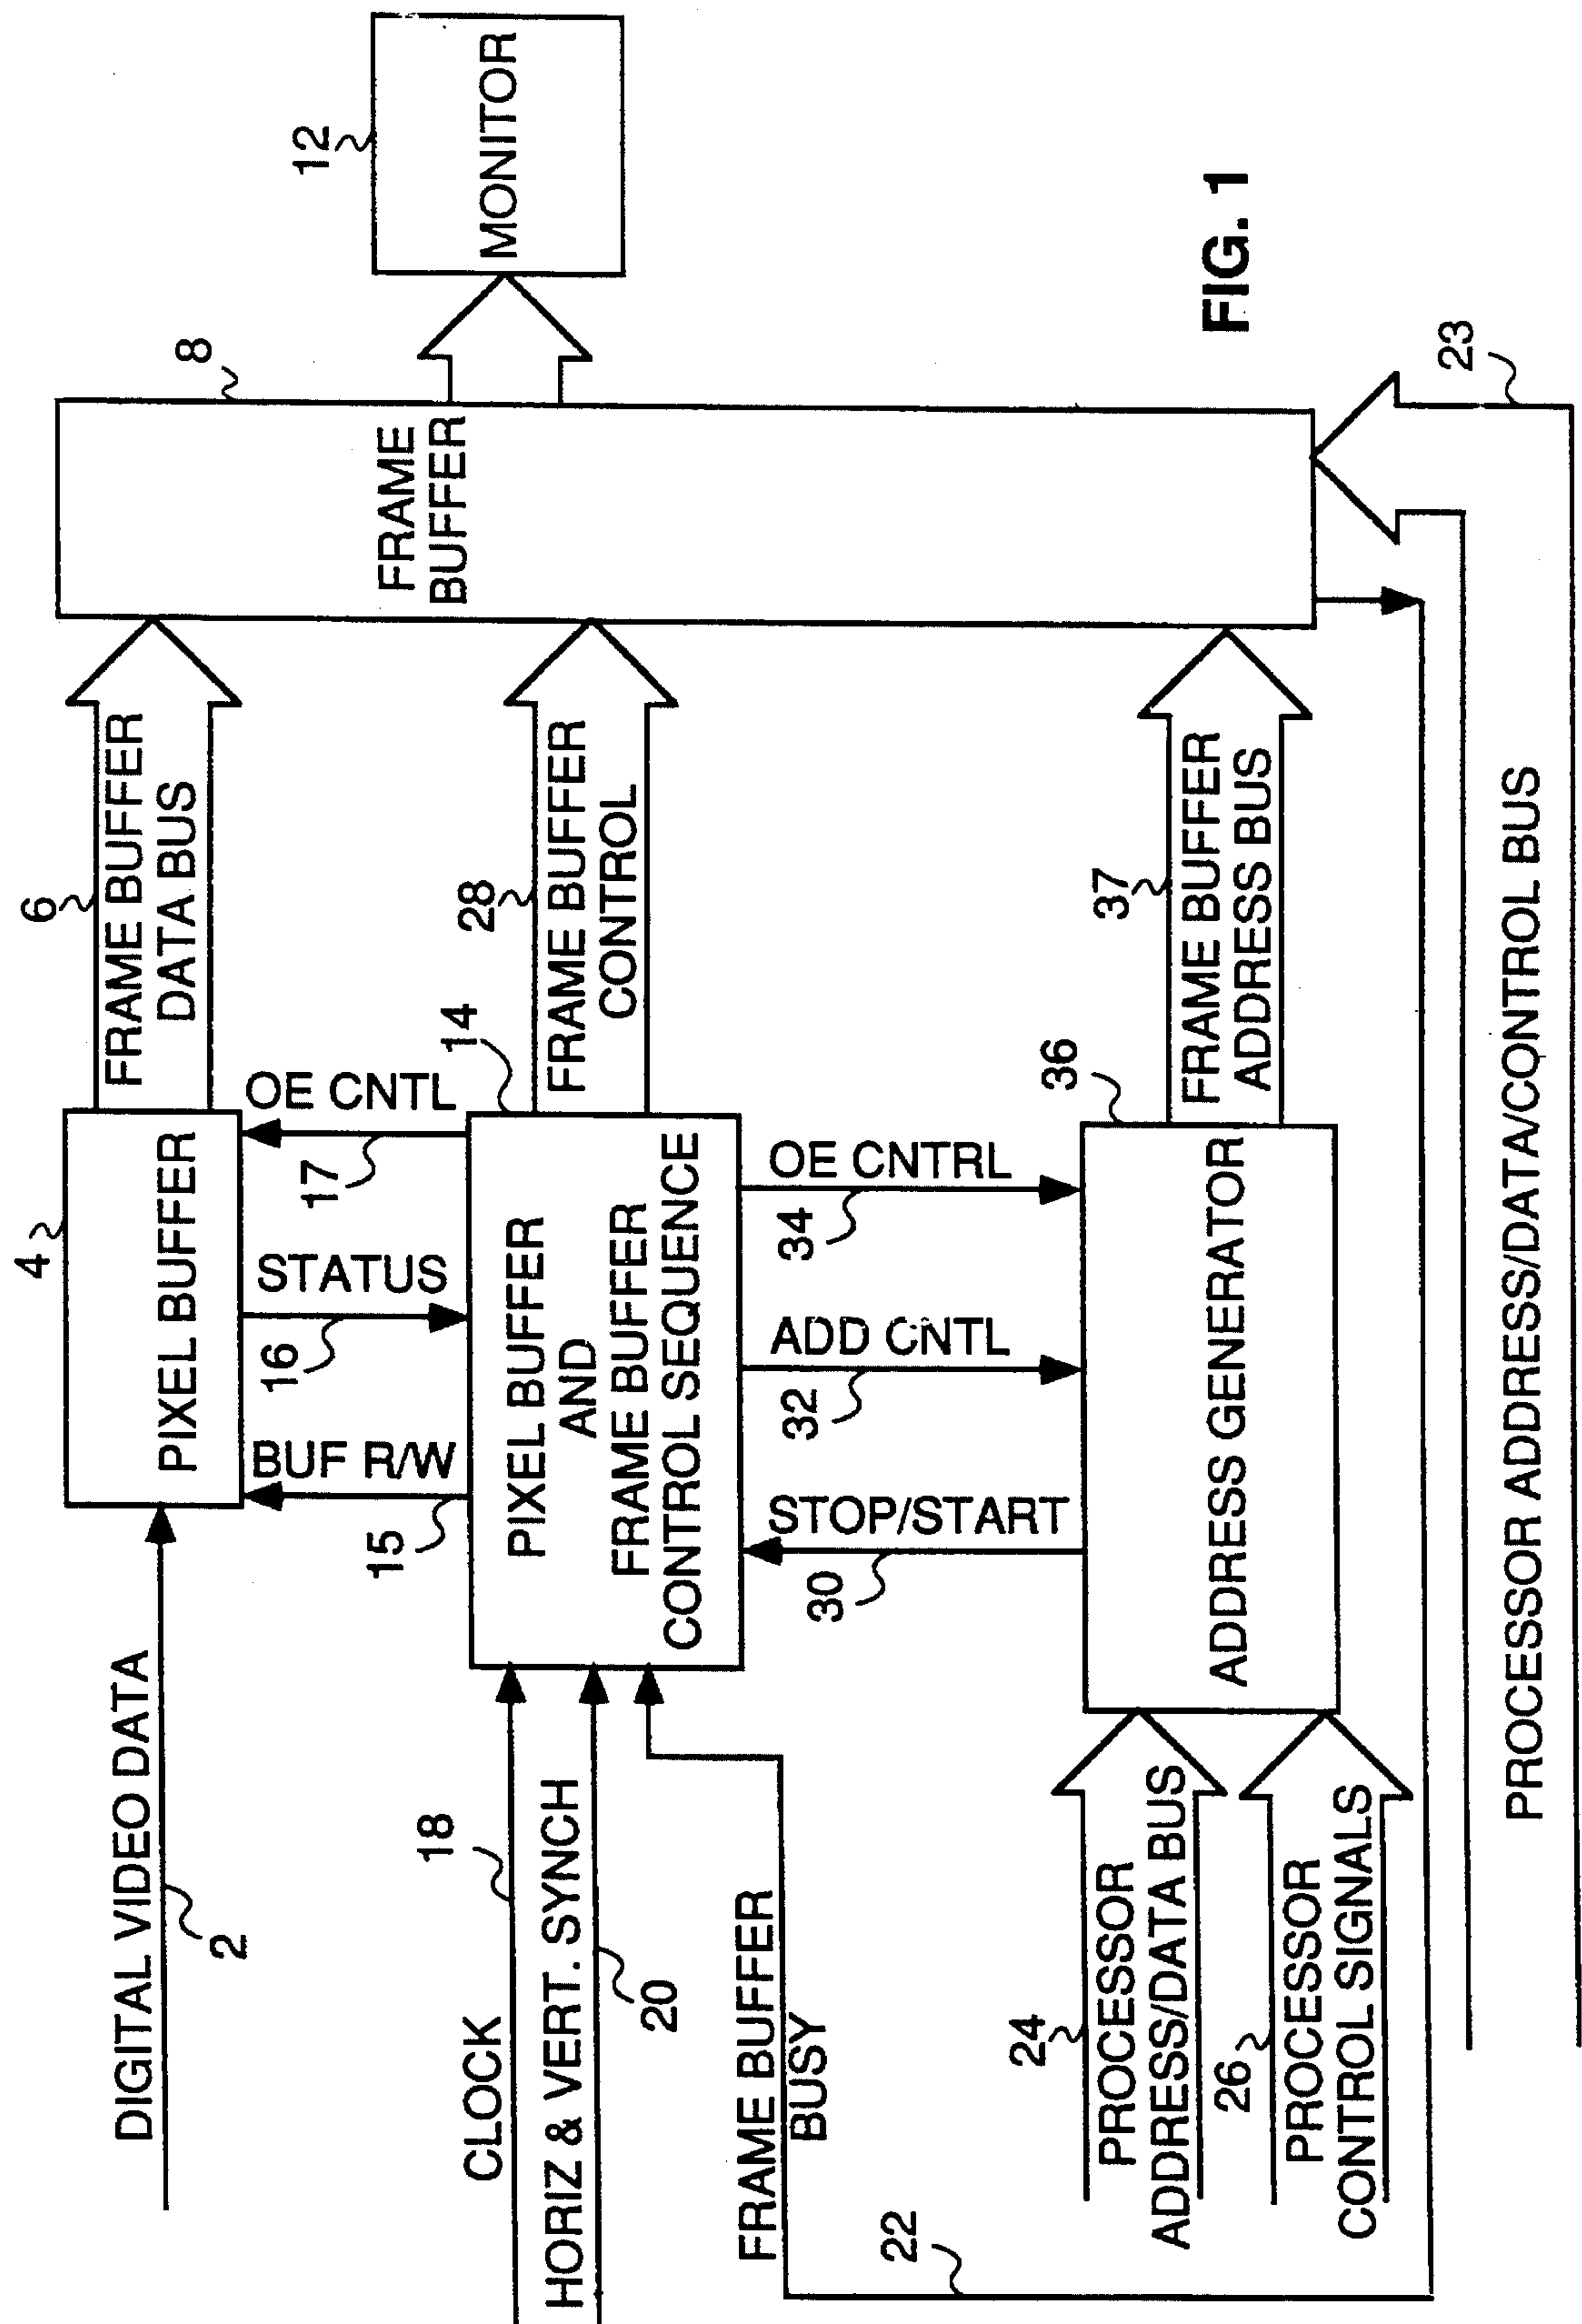 DIGITAL VIDEO DATA
2
4
PIXEL BUFFER
6
FRAME BUFFER
DATA BUS
8
FRAME
BUFFER
12
MONITOR
BUF R/W
15
STATUS
16
OE CNTL
17
14
CLOCK
18
HORIZ & VERT. SYNCH
20
PIXEL BUFFER
AND
FRAME BUFFER
CONTROL SEQUENCE
28
FRAME BUFFER
CONTROL
FRAME BUFFER
BUSY
22
STOP/START
30
ADD CNTL
32
OE CNTRL
34
36
24
PROCESSOR
ADDRESS/DATA BUS
26
PROCESSOR
CONTROL SIGNALS
ADDRESS GENERATOR
37
FRAME BUFFER
ADDRESS BUS
FIG. 1
23
PROCESSOR ADDRESS/DATA/CONTROL BUS